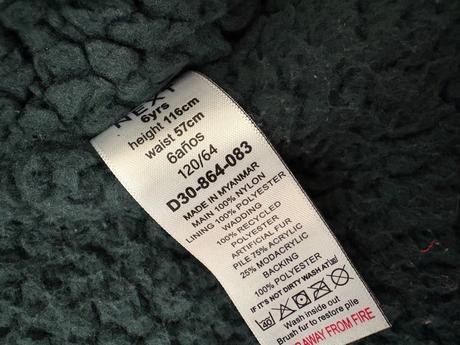 NEXT
6yrs
height 116cm
waist 57cm
6años
120/64
D30-864-083
MADE IN MYANMAR
MAIN 100% NYLON
LINING 100% POLYESTER
WADDING
100% RECYCLED
POLYESTER
ARTIFICIAL FUR
PILE 75% ACRYLIC
25% MODACRYLIC
BACKING
100% POLYESTER
IF IT'S NOT DIRTY WASH AT 30
40
Wash inside out
Brush fur to restore pile
AWAY FROM FIRE